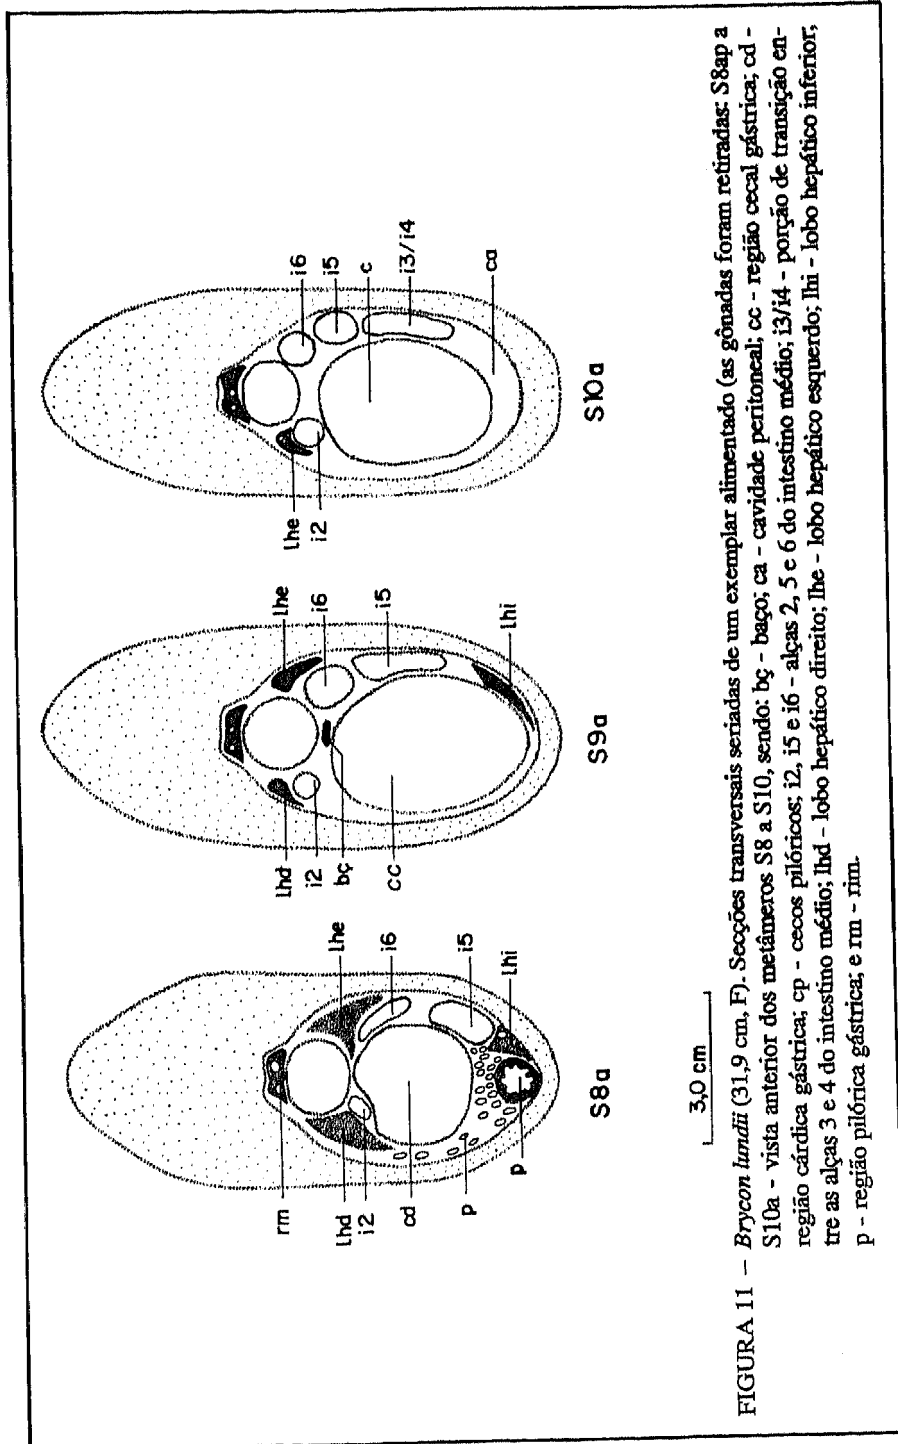 rm
lhd
i2
cd
p
p
lhe
i6
i5
lhi
S8a
lhd
i2
bç
cc
lhe
i6
i5
lhi
S9a
lhe
i2
i6
i5
c
i3/i4
ca
S10a
3,0 cm
FIGURA 11 – Brycon lundii (31,9 cm, F). Secções transversais seriadas de um exemplar alimentado (as gônadas foram retiradas: S8ap a
S10a - vista anterior dos metâmeros S8 a S10, sendo: bç - baço; ca - cavidade peritoneal; cc - região cecal gástrica; cd -
região cárdica gástrica; cp - cecos pilóricos; i2, i5 e i6 - alças 2, 5 e 6 do intestino médio; i3/i4 - porção de transição en-
tre as alças 3 e 4 do intestino médio; lhd - lobo hepático direito; lhe - lobo hepático esquerdo; lhi - lobo hepático inferior;
p - região pilórica gástrica; e rm - rim.